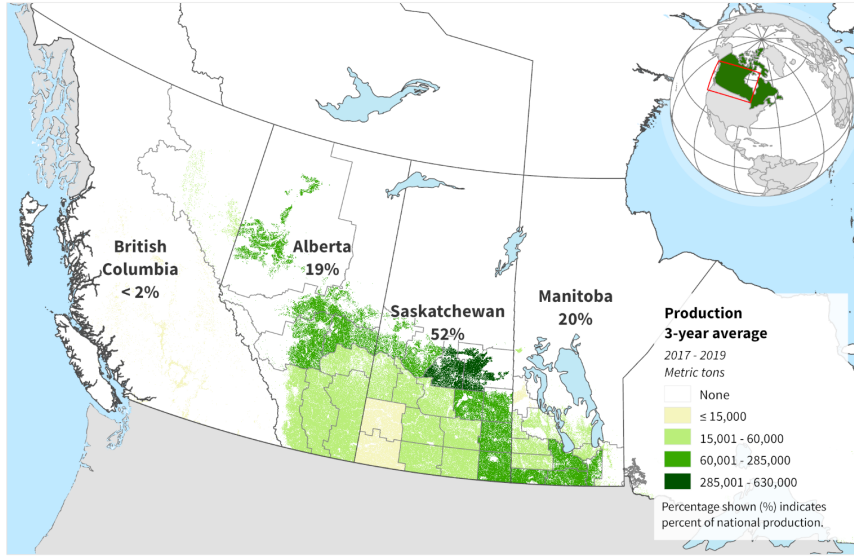 British
Columbia
< 2%
Alberta
19%
Saskatchewan
52%
Manitoba
20%
Production
3-year average
2017 - 2019
Metric tons
None
≤ 15,000
15,001 - 60,000
60,001 - 285,000
285,001 - 630,000
Percentage shown (%) indicates
percent of national production.